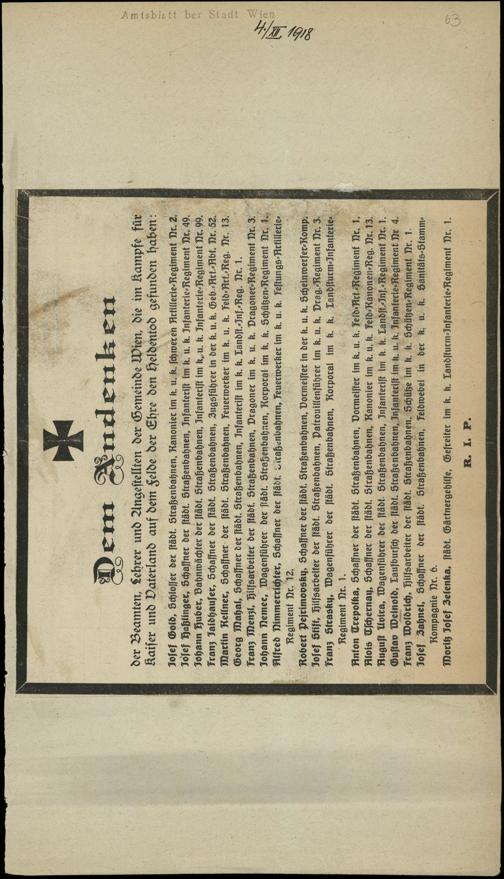 Amtsblatt der Stadt Wien
4./XII 1918
63
Dem Andenken
der Beamten, Lehrer und Angestellten der Gemeinde Wien, die im Kampfe für
Kaiser und Vaterland auf dem Felde der Ehre den Heldentod gefunden haben:
Josef Gold, Schlosser der städt. Straßenbahnen, Kanonier im k. u. k. schweren Artillerie-Regiment Nr. 2.
Josef Haßlinger, Schaffner der städt. Straßenbahnen, Infanterist im k. u. k. Infanterie-Regiment Nr. 49.
Johann Huber, Bahnwächter der städt. Straßenbahnen, Infanterist im k. u. k. Infanterie-Regiment Nr. 99.
Franz Jaidhauser, Schaffner der städt. Straßenbahnen, Zugsführer in der k. u. k. Geb.-Art.-Abt. Nr. 52.
Martin Kellner, Schaffner der städt. Straßenbahnen, Feuerwerker im k. u. k. Feld-Art.-Reg. Nr. 13.
Georg Mahal, Schaffner der städt. Straßenbahnen, Infanterist im k. k. Landst.-Inf.-Reg. Nr. 1.
Franz Menzl, Hilfsarbeiter der städt. Straßenbahnen, Dragoner im k. u. k. Dragoner-Regiment Nr. 3.
Johann Nemec, Wagenführer der städt. Straßenbahnen, Korporal im k. k. Schützen-Regiment Nr. 1.
Alfred Nimmerrichter, Schaffner der städt. Straßenbahnen, Feuerwerker im k. u. k. Festungs-Artillerie-
Regiment Nr. 12.
Robert Pejrimovsky, Schaffner der städt. Straßenbahnen, Vormeister in der k. u. k. Scheinwerfer-Komp.
Josef Stift, Hilfsarbeiter der städt. Straßenbahnen, Patrouillenführer im k. u. k. Drag.-Regiment Nr. 3.
Franz Strasky, Wagenführer der städt. Straßenbahnen, Korporal im k. k. Landsturm-Infanterie-
Regiment Nr. 1.
Anton Trepolka, Schaffner der städt. Straßenbahnen, Vormeister im k. u. k. Feld-Art.-Regiment Nr. 1.
Alois Tschernay, Schaffner der städt. Straßenbahnen, Kanonier im k. u. k. Feld-Kanonen-Reg. Nr. 13.
August Uvira, Wagenführer der städt. Straßenbahnen, Infanterist im k. k. Landst.-Inf.-Regiment Nr. 1.
Gustav Weinold, Laufbursch der städt. Straßenbahnen, Infanterist im k. u. k. Infanterie-Regiment Nr. 4.
Franz Woldrich, Hilfsarbeiter der städt. Straßenbahnen, Schütze im k. k. Schützen-Regiment Nr. 1.
Josef Zahnel, Schaffner der städt. Straßenbahnen, Feldwebel in der k. u. k. Sanitäts-Stamm-
Kompagnie Nr. 6.
Moritz Josef Zelenka, städt. Gärtnergehilfe, Gefreiter im k. k. Landsturm-Infanterie-Regiment Nr. 1.
R. I. P.